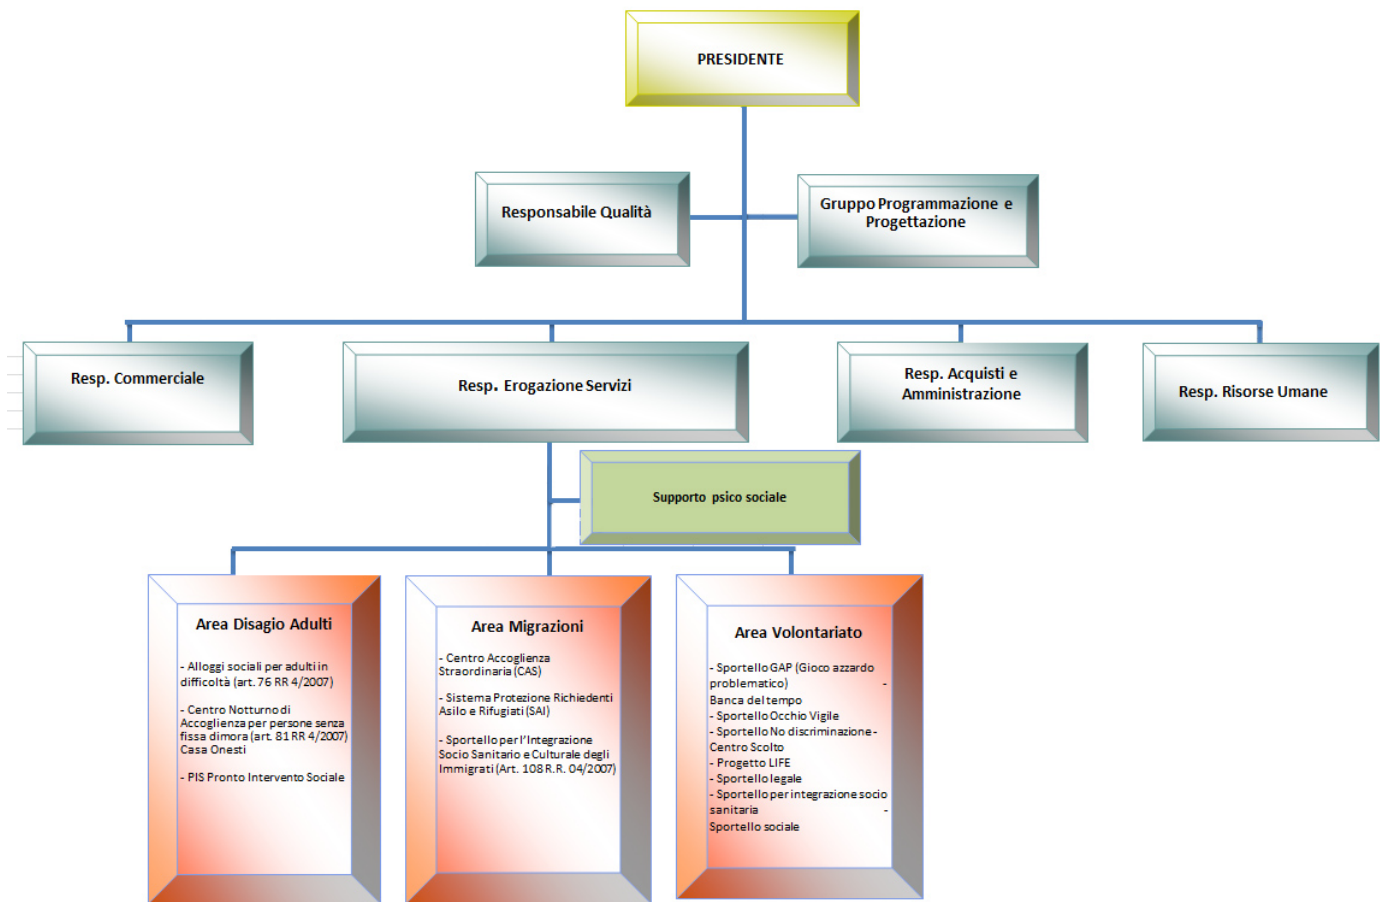 PRESIDENTE
Responsabile Qualità
Gruppo Programmazione e
Progettazione
Resp. Commerciale
Resp. Erogazione Servizi
Resp. Acquisti e
Amministrazione
Resp. Risorse Umane
Supporto psico sociale
Area Disagio Adulti
- Alloggi sociali per adulti in
difficoltà (art. 76 RR 4/2007)
- Centro Notturno di
Accoglienza per persone senza
fissa dimora (art. 81 RR 4/2007)
Casa Onesti
- PIS Pronto Intervento Sociale
Area Migrazioni
- Centro Accoglienza
Straordinaria (CAS)
- Sistema Protezione Richiedenti
Asilo e Rifugiati (SAI)
- Sportello per l'Integrazione
Socio Sanitario e Culturale degli
Immigrati (Art. 108 R.R. 04/2007)
Area Volontariato
- Sportello GAP (Gioco azzardo
problematico) -
Banca del tempo
- Sportello Occhio Vigile
- Sportello No discriminazione -
Centro Scolto
- Progetto LIFE
- Sportello legale
- Sportello per integrazione socio
sanitaria -
Sportello sociale